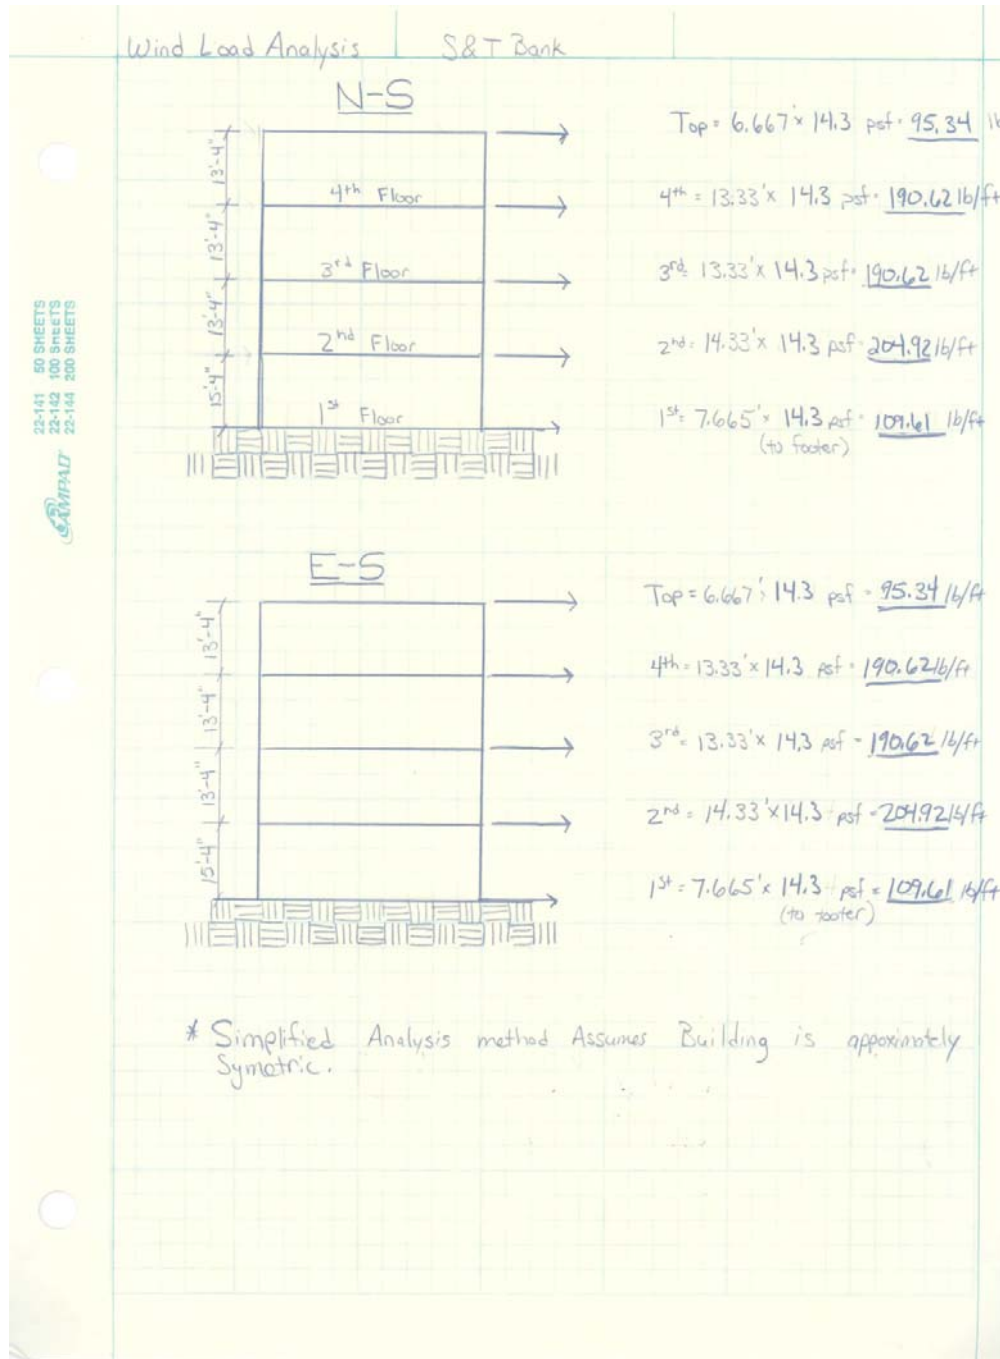 Wind Load Analysis S&T Bank
N-S
Top = 6.667' x 14.3 psf = 95.34 lb
13'-4"
4th Floor
4th = 13.33' x 14.3 psf = 190.62 lb/ft
13'-4"
3rd Floor
3rd = 13.33' x 14.3 psf = 190.62 lb/ft
13'-4"
2nd Floor
2nd = 14.33' x 14.3 psf = 204.92 lb/ft
15'-4"
1st Floor
1st = 7.665' x 14.3 psf = 109.61 lb/ft
(to footer)
22-141 50 SHEETS
22-142 100 SHEETS
22-144 200 SHEETS
AMPAD
E-S
Top = 6.667' x 14.3 psf = 95.34 lb/ft
13'-4"
4th = 13.33' x 14.3 psf = 190.62 lb/ft
13'-4"
3rd = 13.33' x 14.3 psf = 190.62 lb/ft
13'-4"
2nd = 14.33' x 14.3 psf = 204.92 lb/ft
15'-4"
1st = 7.665' x 14.3 psf = 109.61 lb/ft
(to footer)
* Simplified Analysis method Assumes Building is appoximately
Symetric.